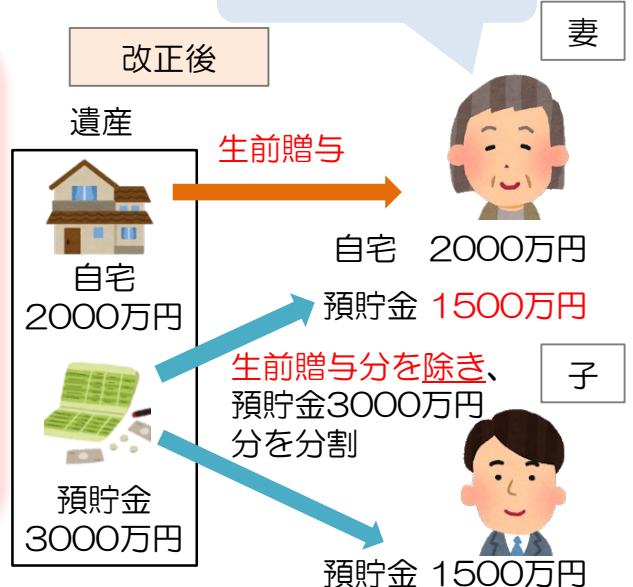 改正後
妻
遺産
生前贈与
自宅
2000万円
自宅　2000万円
預貯金 1500万円
生前贈与分を除き、
預貯金3000万円
分を分割
子
預貯金
3000万円
預貯金 1500万円